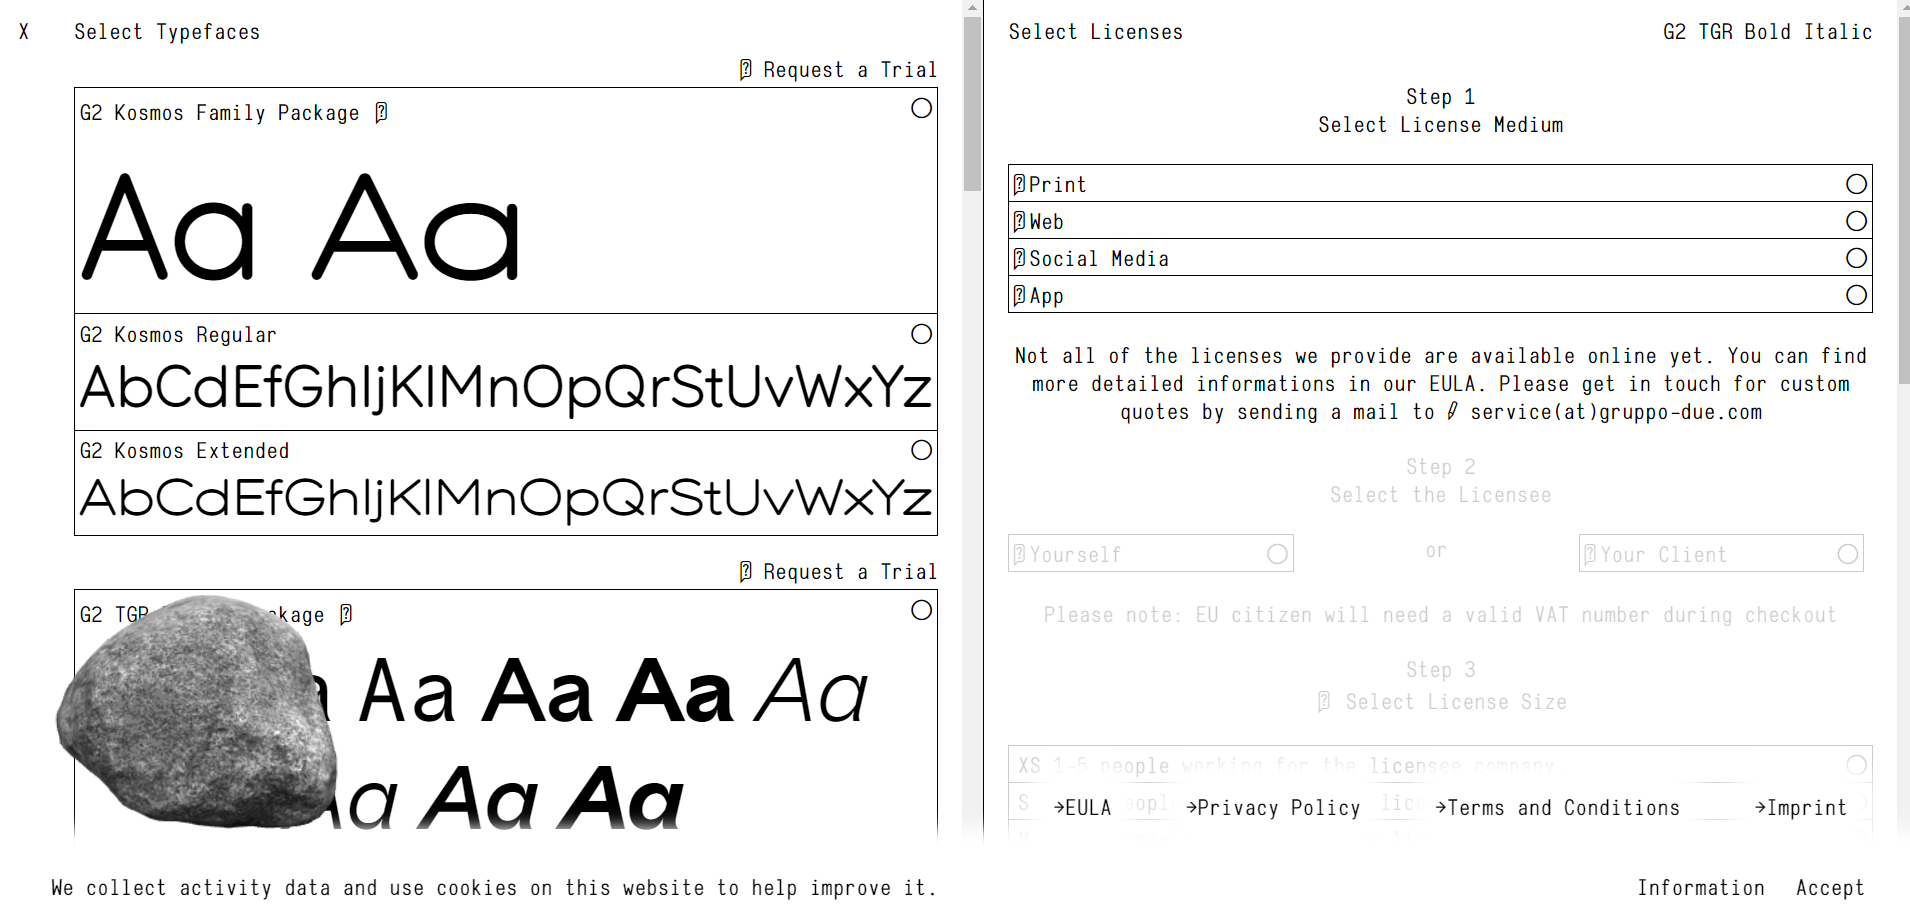 X
Select Typefaces
Request a Trial
G2 Kosmos Family Package
Aa Aa
G2 Kosmos Regular
AbCdEfGhIjKlMnOpQrStUvWxYz
G2 Kosmos Extended
AbCdEfGhIjKlMnOpQrStUvWxYz
Request a Trial
G2 TGR
Aa Aa Aa Aa
Aa Aa
Select Licenses
G2 TGR Bold Italic
Step 1
Select License Medium
Print
Web
Social Media
App
Not all of the licenses we provide are available online yet. You can find
more detailed informations in our EULA. Please get in touch for custom
quotes by sending a mail to service(at)gruppo-due.com
Step 2
Select the Licensee
Yourself
or
Your Client
Please note: EU citizen will need a valid VAT number during checkout
Step 3
Select License Size
XS 1-5 people working for the licensee company.
S
→EULA
→Privacy Policy
→Terms and Conditions
→Imprint
We collect activity data and use cookies on this website to help improve it.
Information
Accept